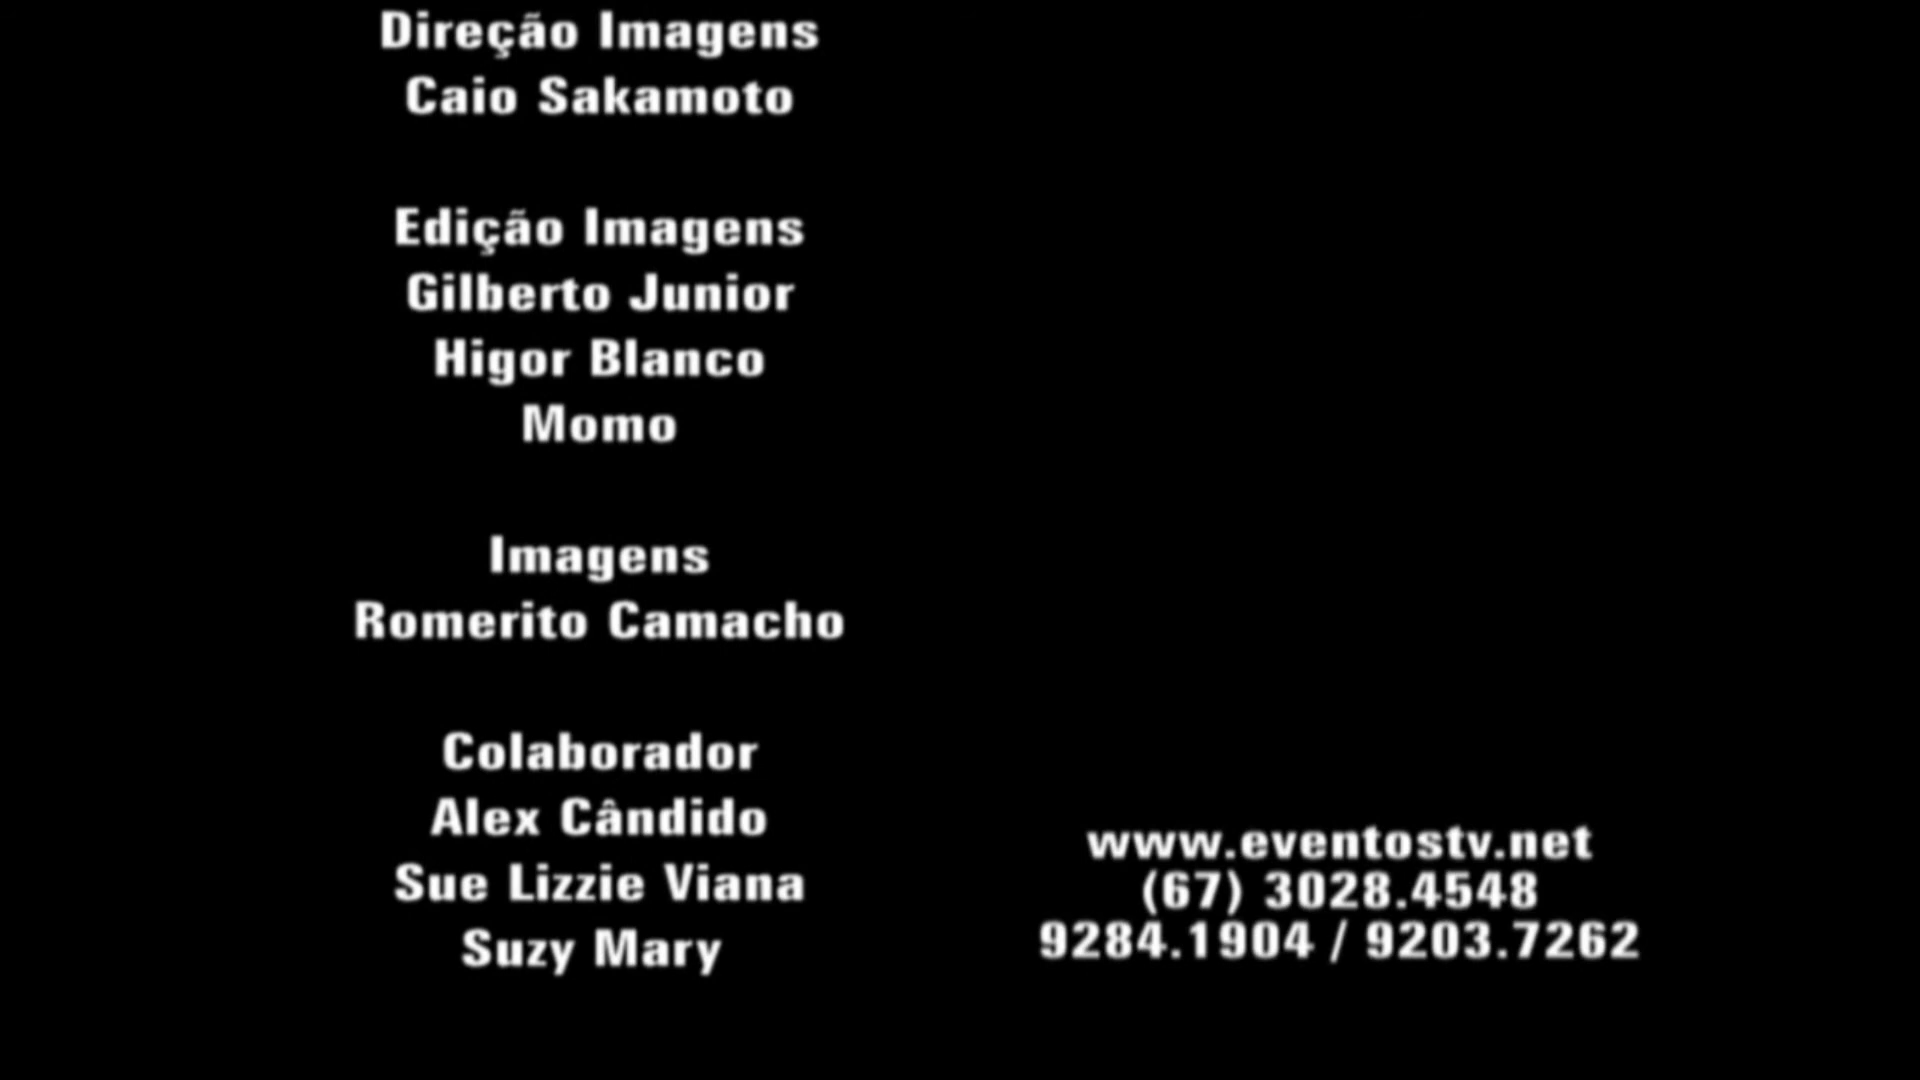 Direção Imagens
Caio Sakamoto
Edição Imagens
Gilberto Junior
Higor Blanco
Momo
Imagens
Romerito Camacho
Colaborador
Alex Cândido
Sue Lizzie Viana
Suzy Mary
www.eventostv.net
(67) 3028.4548
9284.1904 / 9203.7262